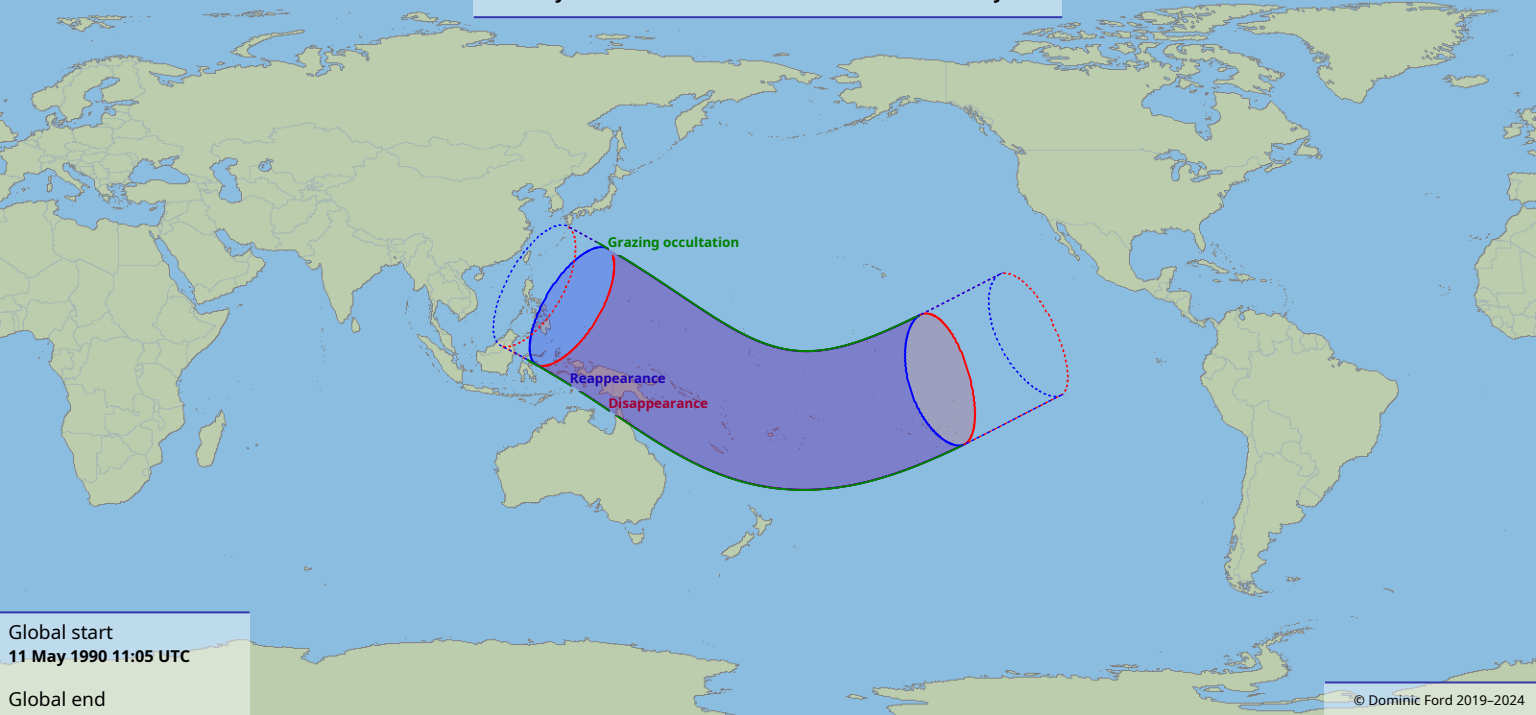 Grazing occultation
Reappearance
Disappearance
Global start
11 May 1990 11:05 UTC
Global end
© Dominic Ford 2019–2024